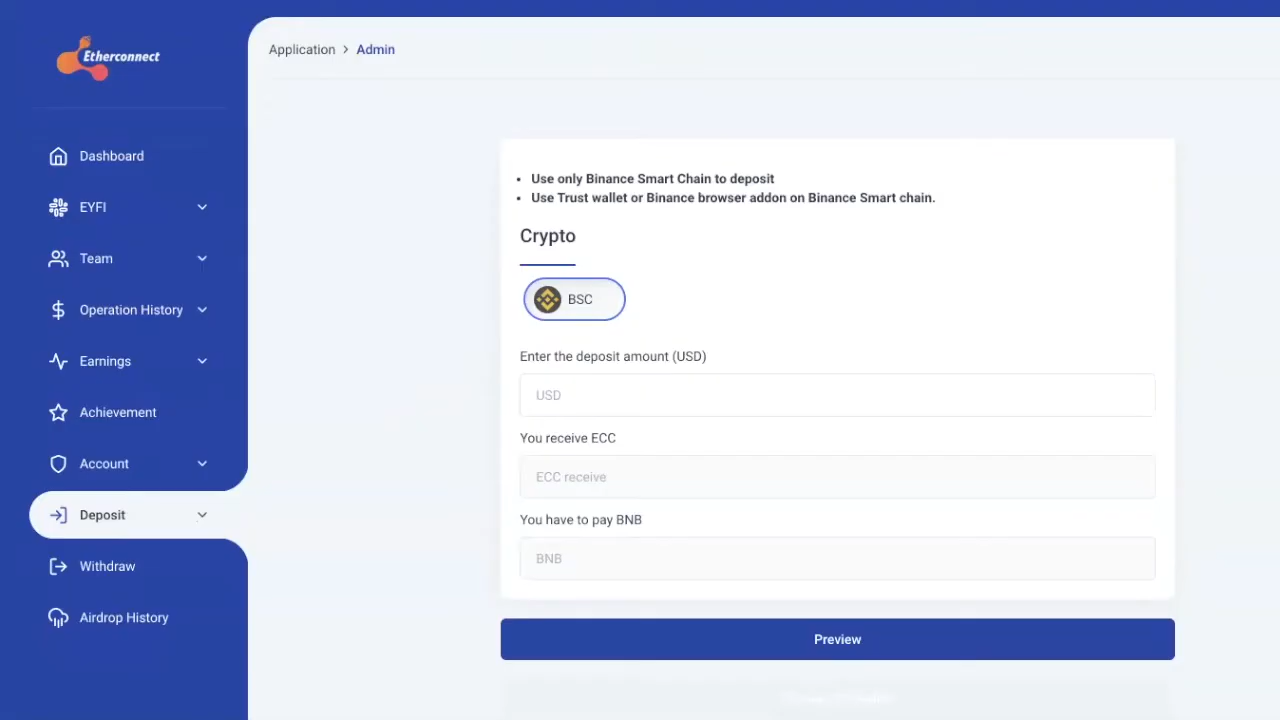 Etherconnect
Application > Admin
Dashboard
EYFI
Team
Operation History
Earnings
Achievement
Account
Deposit
Withdraw
Airdrop History
• Use only Binance Smart Chain to deposit
• Use Trust wallet or Binance browser addon on Binance Smart chain.
Crypto
BSC
Enter the deposit amount (USD)
USD
You receive ECC
ECC receive
You have to pay BNB
BNB
Preview